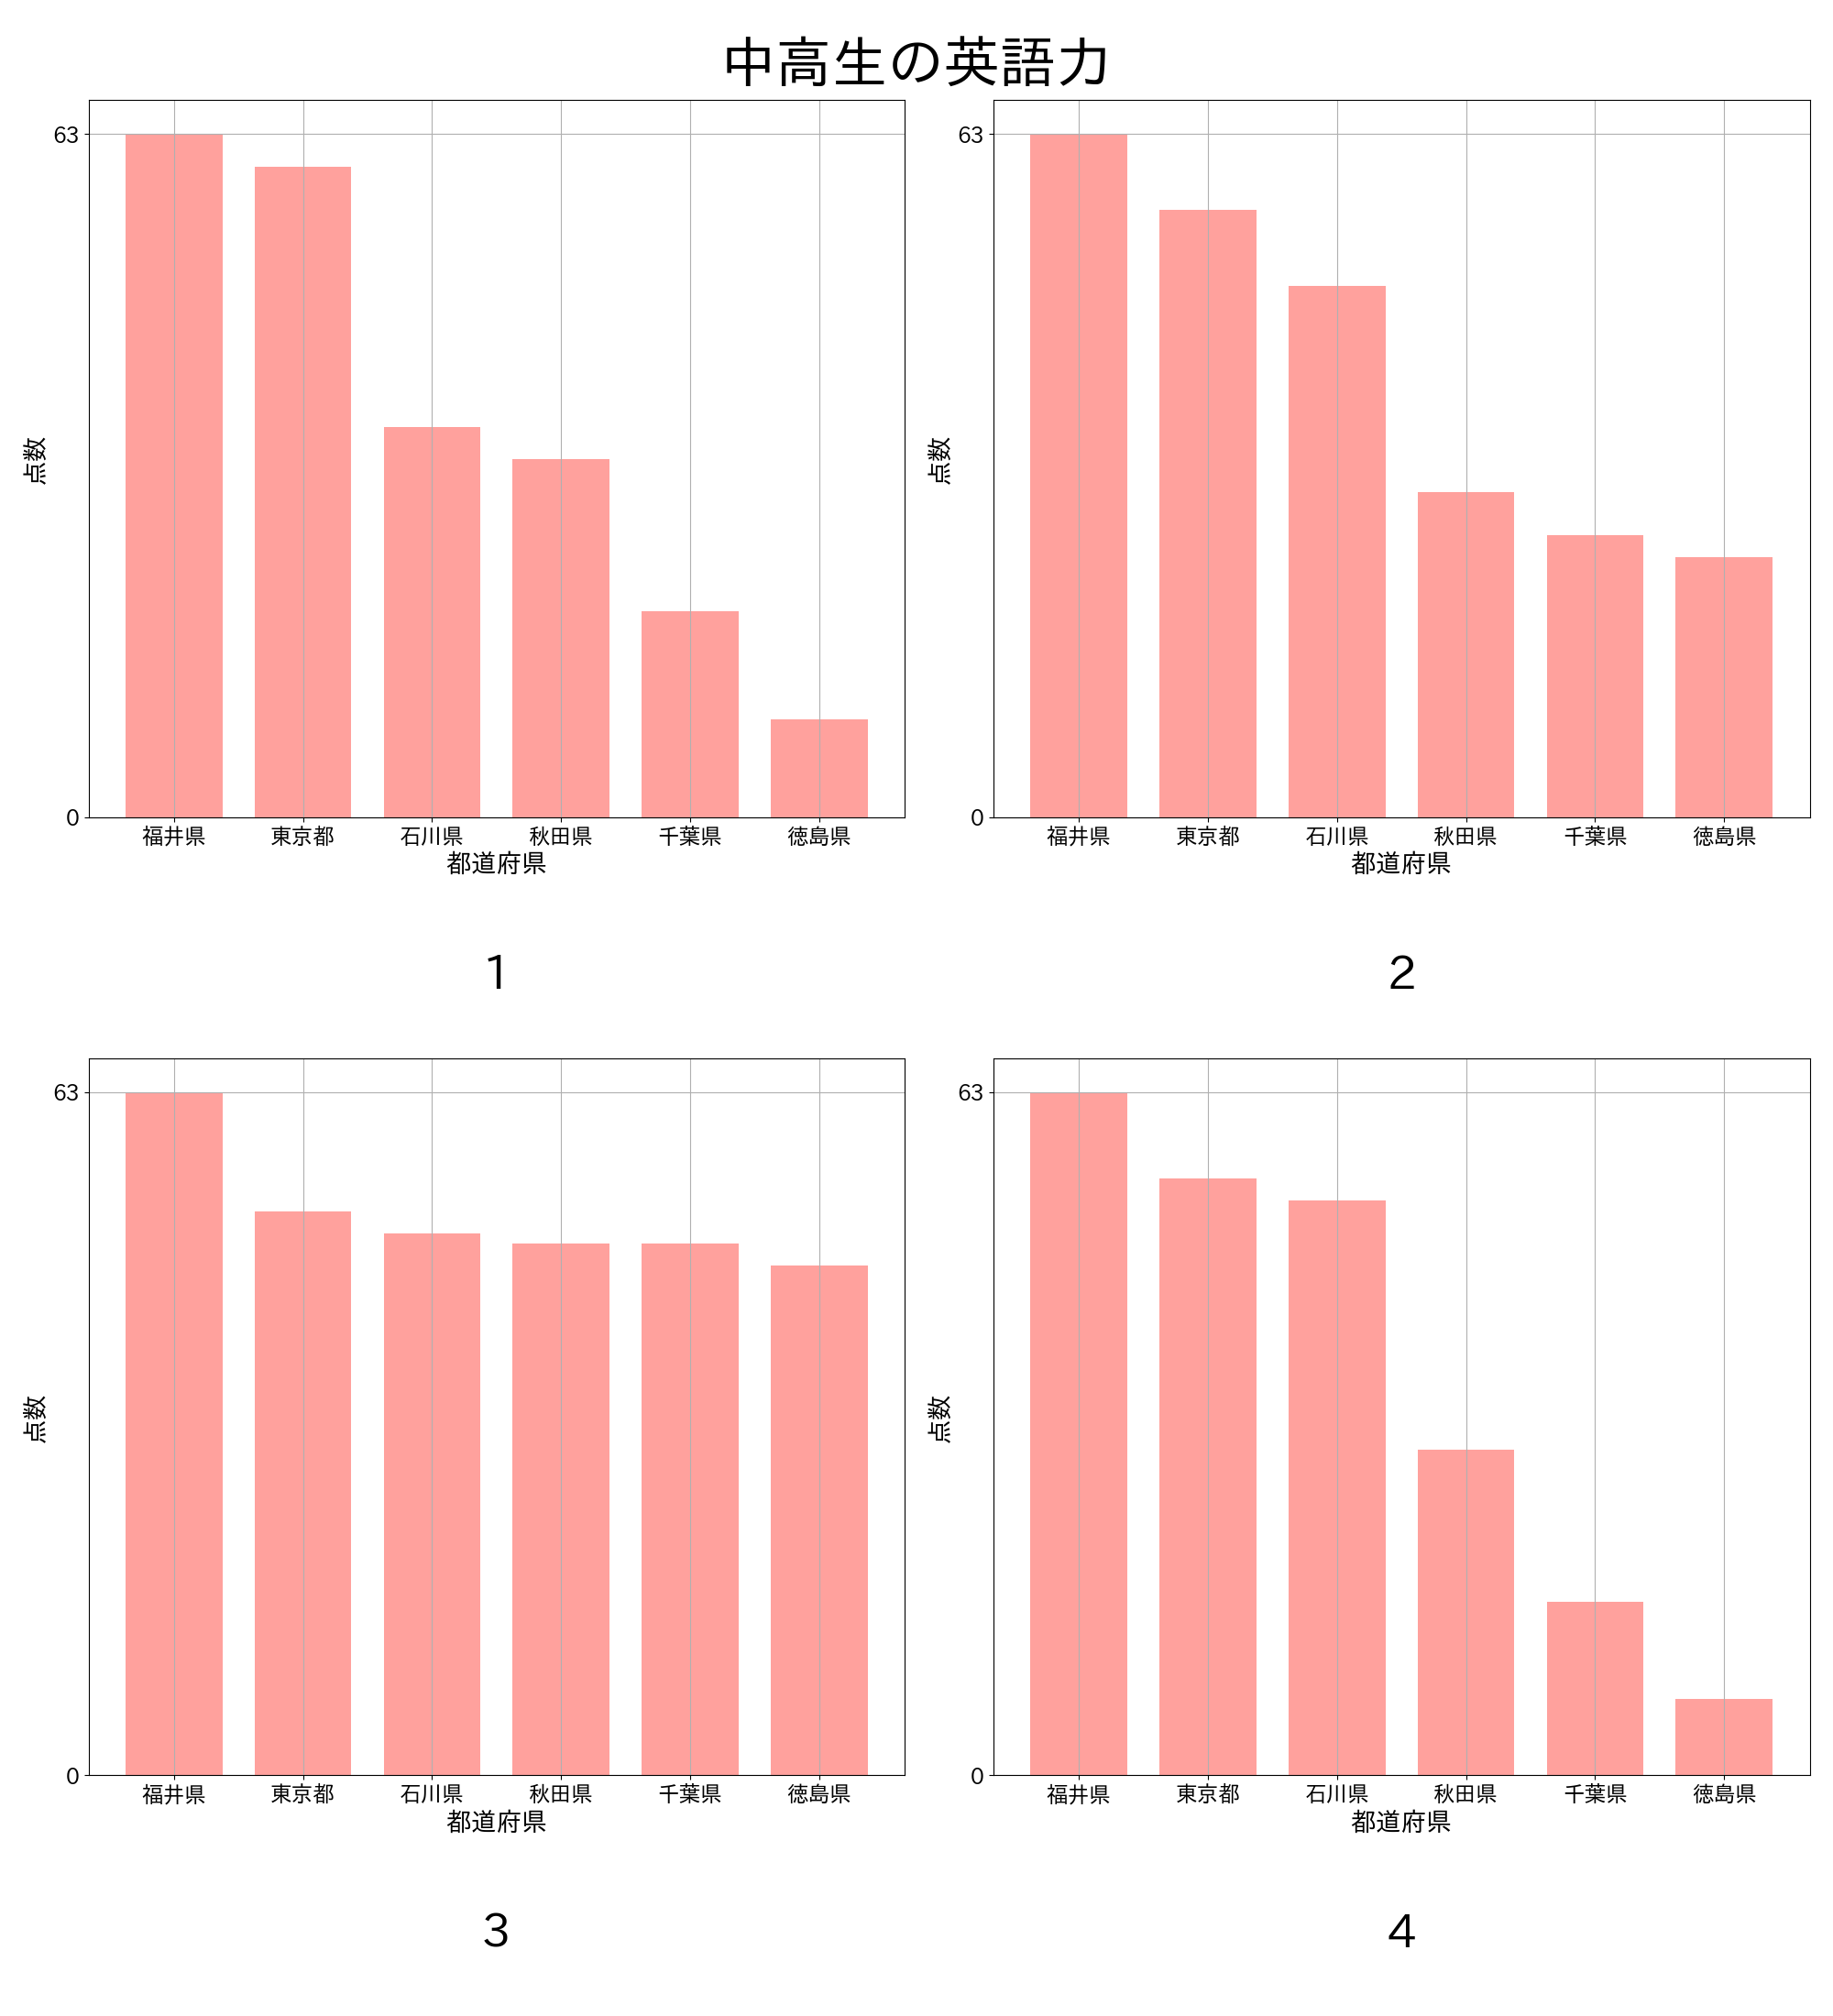 中高生の英語力
63
0
点数
福井県 東京都 石川県 秋田県 千葉県 徳島県
都道府県
1
63
0
点数
福井県 東京都 石川県 秋田県 千葉県 徳島県
都道府県
2
63
0
点数
福井県 東京都 石川県 秋田県 千葉県 徳島県
都道府県
3
63
0
点数
福井県 東京都 石川県 秋田県 千葉県 徳島県
都道府県
4